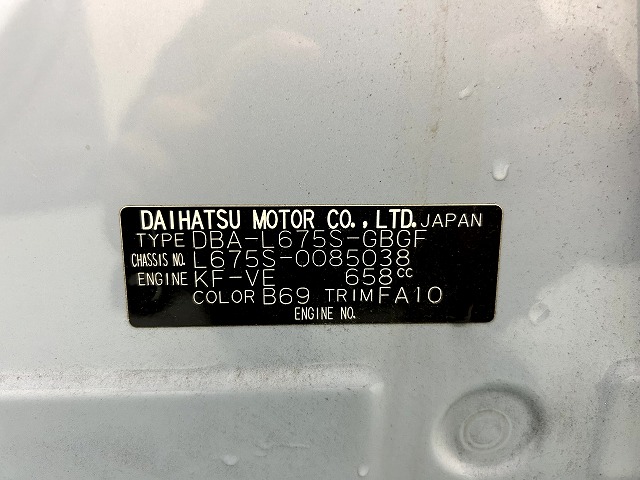 DAIHATSU MOTOR CO.,LTD. JAPAN
TYPE DBA-L675S-GBGF
CHASSIS NO. L675S-0085038
ENGINE KF-VE 658cc
COLOR B69 TRIM FA10
ENGINE NO.